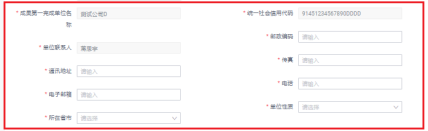 * 成果第一完成单位名称
测试公司0
* 统一社会信用代码 91451234567890DDDD
* 邮政编码 请输入
* 单位联系人
* 传真 请输入
* 通讯地址 请输入
* 电话 请输入
* 电子邮箱 请输入
* 单位性质 请选择
* 所在省市 请选择